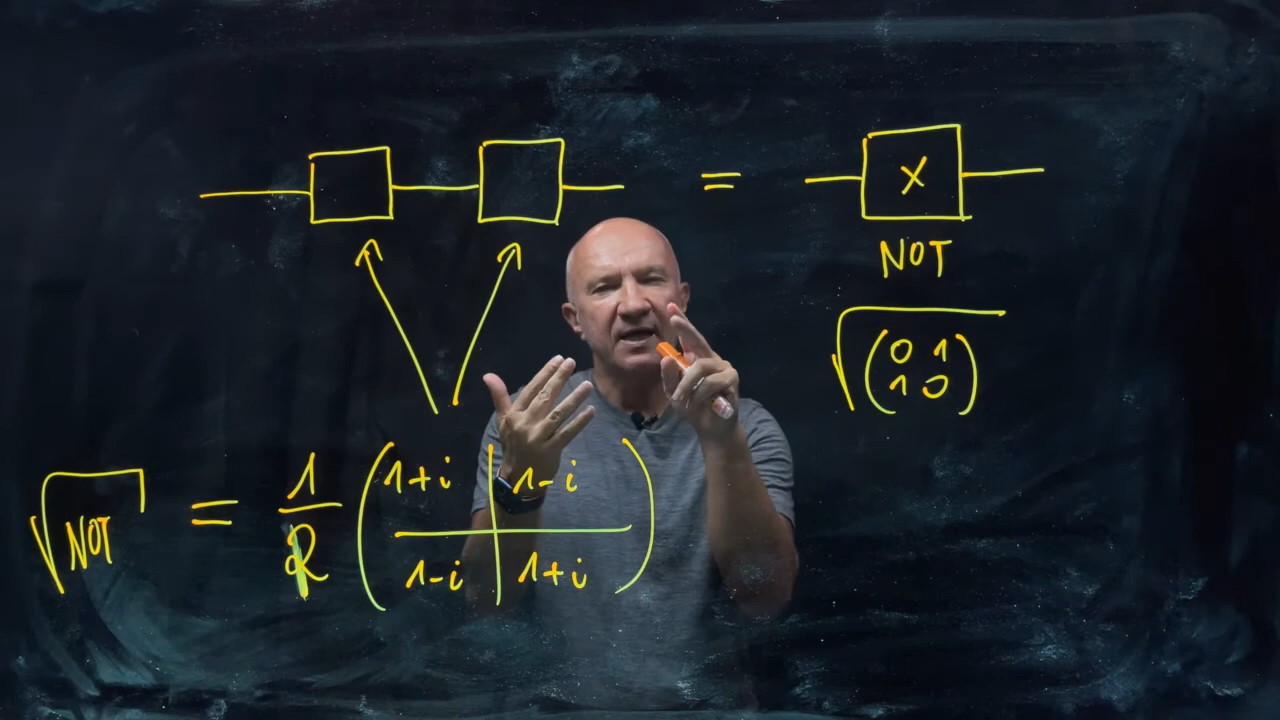 = X
NOT
√(0 1
1 0)
√NOT = 1/2 (1+i 1-i
1-i 1+i)